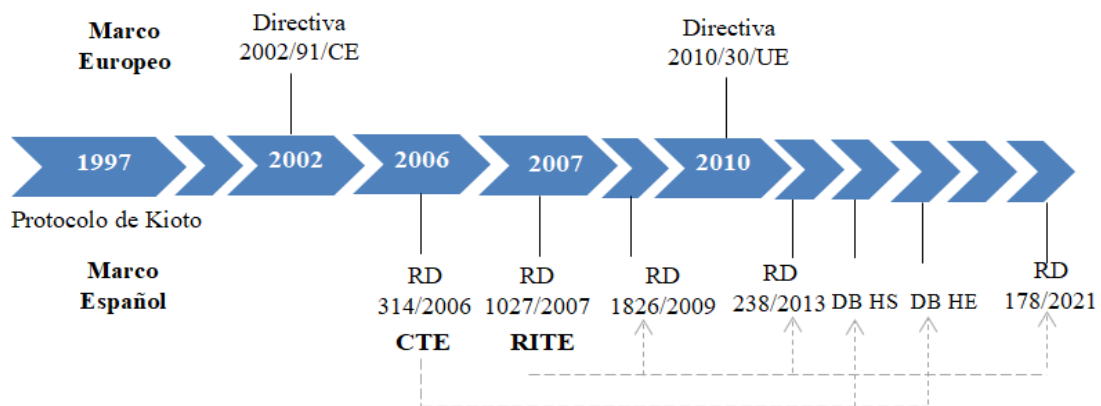 Marco
Europeo
Directiva
2002/91/CE
Directiva
2010/30/UE
1997
2002
2006
2007
2010
Protocolo de Kioto
Marco
Español
RD
314/2006
CTE
RD
1027/2007
RITE
RD
1826/2009
RD
238/2013
DB HS
DB HE
RD
178/2021